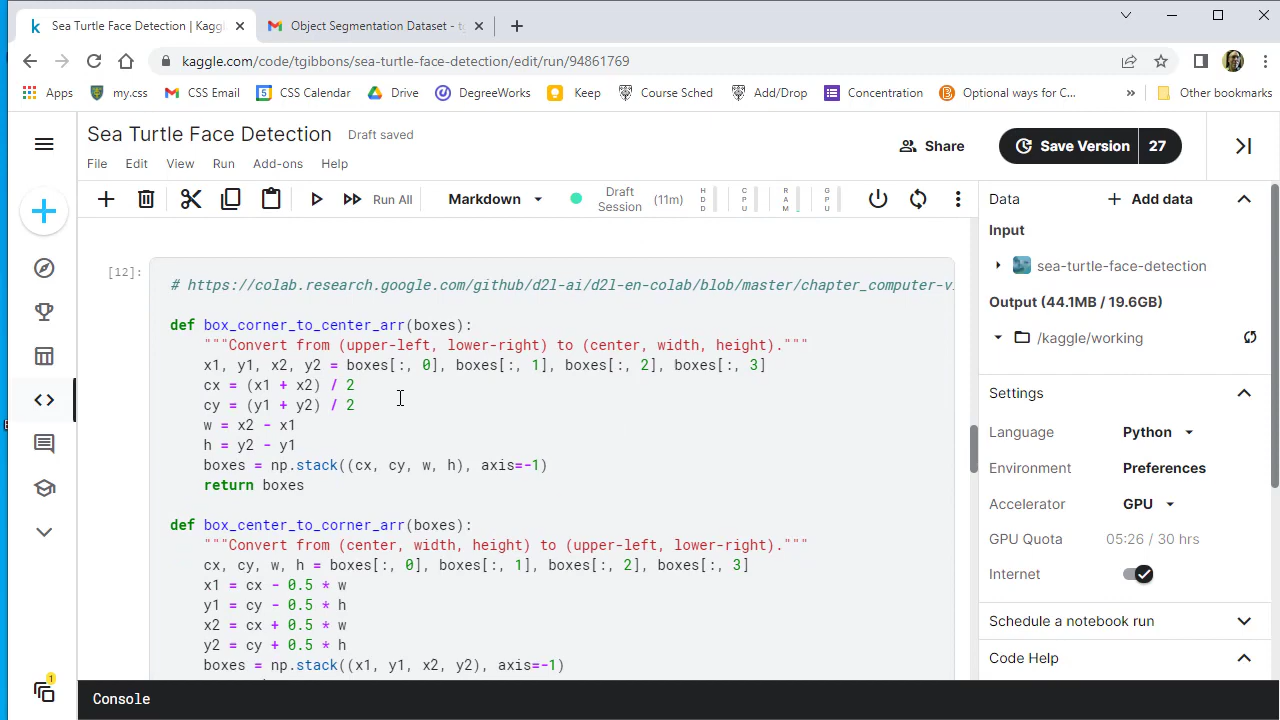 Sea Turtle Face Detection | Kaggl
Object Segmentation Dataset - tg
kaggle.com/code/tgibbons/sea-turtle-face-detection/edit/run/94861769
Apps my.css CSS Email CSS Calendar Drive DegreeWorks Keep Course Sched Add/Drop Concentration Optional ways for C... » Other bookmarks
Sea Turtle Face Detection Draft saved
Share Save Version 27
File Edit View Run Add-ons Help
Run All Markdown Draft Session (11m) HDD CPU RAM GPU
[12]:
# https://colab.research.google.com/github/d2l-ai/d2l-en-colab/blob/master/chapter_computer-v
def box_corner_to_center_arr(boxes):
"""Convert from (upper-left, lower-right) to (center, width, height)."""
x1, y1, x2, y2 = boxes[:, 0], boxes[:, 1], boxes[:, 2], boxes[:, 3]
cx = (x1 + x2) / 2
cy = (y1 + y2) / 2
w = x2 - x1
h = y2 - y1
boxes = np.stack((cx, cy, w, h), axis=-1)
return boxes
def box_center_to_corner_arr(boxes):
"""Convert from (center, width, height) to (upper-left, lower-right)."""
cx, cy, w, h = boxes[:, 0], boxes[:, 1], boxes[:, 2], boxes[:, 3]
x1 = cx - 0.5 * w
y1 = cy - 0.5 * h
x2 = cx + 0.5 * w
y2 = cy + 0.5 * h
boxes = np.stack((x1, y1, x2, y2), axis=-1)
Data + Add data
Input
sea-turtle-face-detection
Output (44.1MB / 19.6GB)
/kaggle/working
Settings
Language Python
Environment Preferences
Accelerator GPU
GPU Quota 05:26 / 30 hrs
Internet
Schedule a notebook run
Code Help
1
Console